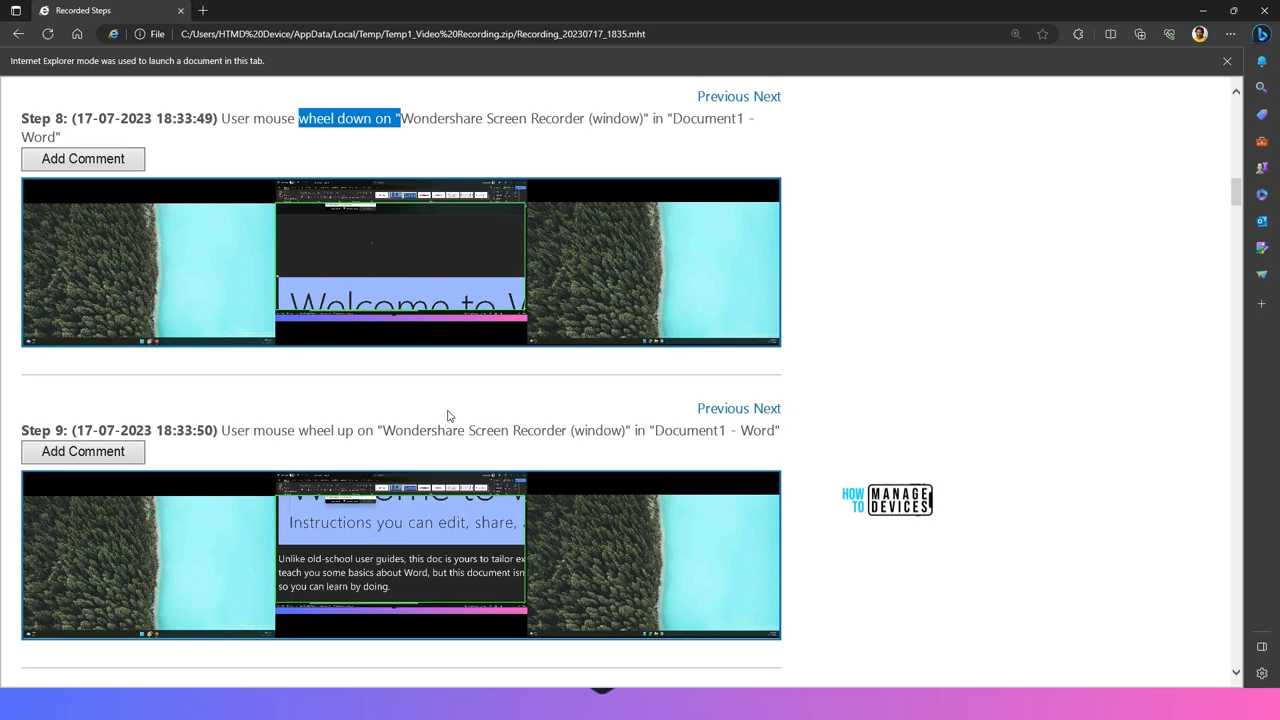 Recorded Steps
File C:/Users/HTMD%20Device/AppData/Local/Temp/Temp1_Video%20Recording.zip/Recording_20230717_1835.mht
Internet Explorer mode was used to launch a document in this tab.
Previous Next
Step 8: (17-07-2023 18:33:49) User mouse wheel down on "Wondershare Screen Recorder (window)" in "Document1 -
Word"
Add Comment
Welcome to
Previous Next
Step 9: (17-07-2023 18:33:50) User mouse wheel up on "Wondershare Screen Recorder (window)" in "Document1 - Word"
Add Comment
Instructions you can edit, share,
Unlike old-school user guides, this doc is yours to tailor ex
teach you some basics about Word, but this document isn
so you can learn by doing.
HOW TO MANAGE DEVICES